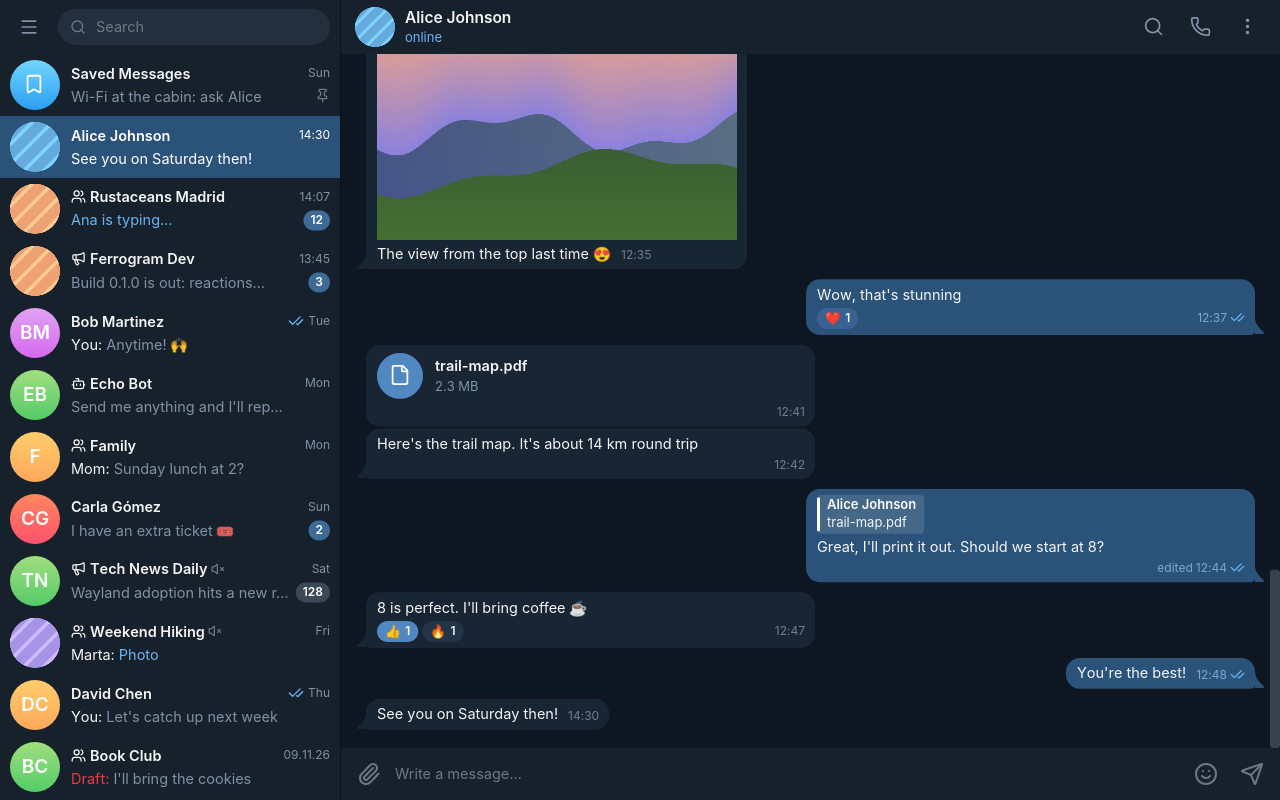 Search
Saved Messages
Sun
Wi-Fi at the cabin: ask Alice
Alice Johnson
14:30
See you on Saturday then!
Rustaceans Madrid
14:07
Ana is typing...
12
Ferrogram Dev
13:45
Build 0.1.0 is out: reactions...
3
BM
Bob Martinez
Tue
You: Anytime! 🙌
EB
Echo Bot
Mon
Send me anything and I'll rep...
F
Family
Mon
Mom: Sunday lunch at 2?
CG
Carla Gómez
Sun
I have an extra ticket 🎟️
2
TN
Tech News Daily
Sat
Wayland adoption hits a new r...
128
Weekend Hiking
Fri
Marta: Photo
DC
David Chen
Thu
You: Let's catch up next week
BC
Book Club
09.11.26
Draft: I'll bring the cookies
Alice Johnson
online
The view from the top last time 😍 12:35
Wow, that's stunning
❤️ 1 12:37
trail-map.pdf
2.3 MB
12:41
Here's the trail map. It's about 14 km round trip
12:42
Alice Johnson
trail-map.pdf
Great, I'll print it out. Should we start at 8?
edited 12:44
8 is perfect. I'll bring coffee ☕
👍 1 🔥 1 12:47
You're the best! 12:48
See you on Saturday then! 14:30
Write a message...